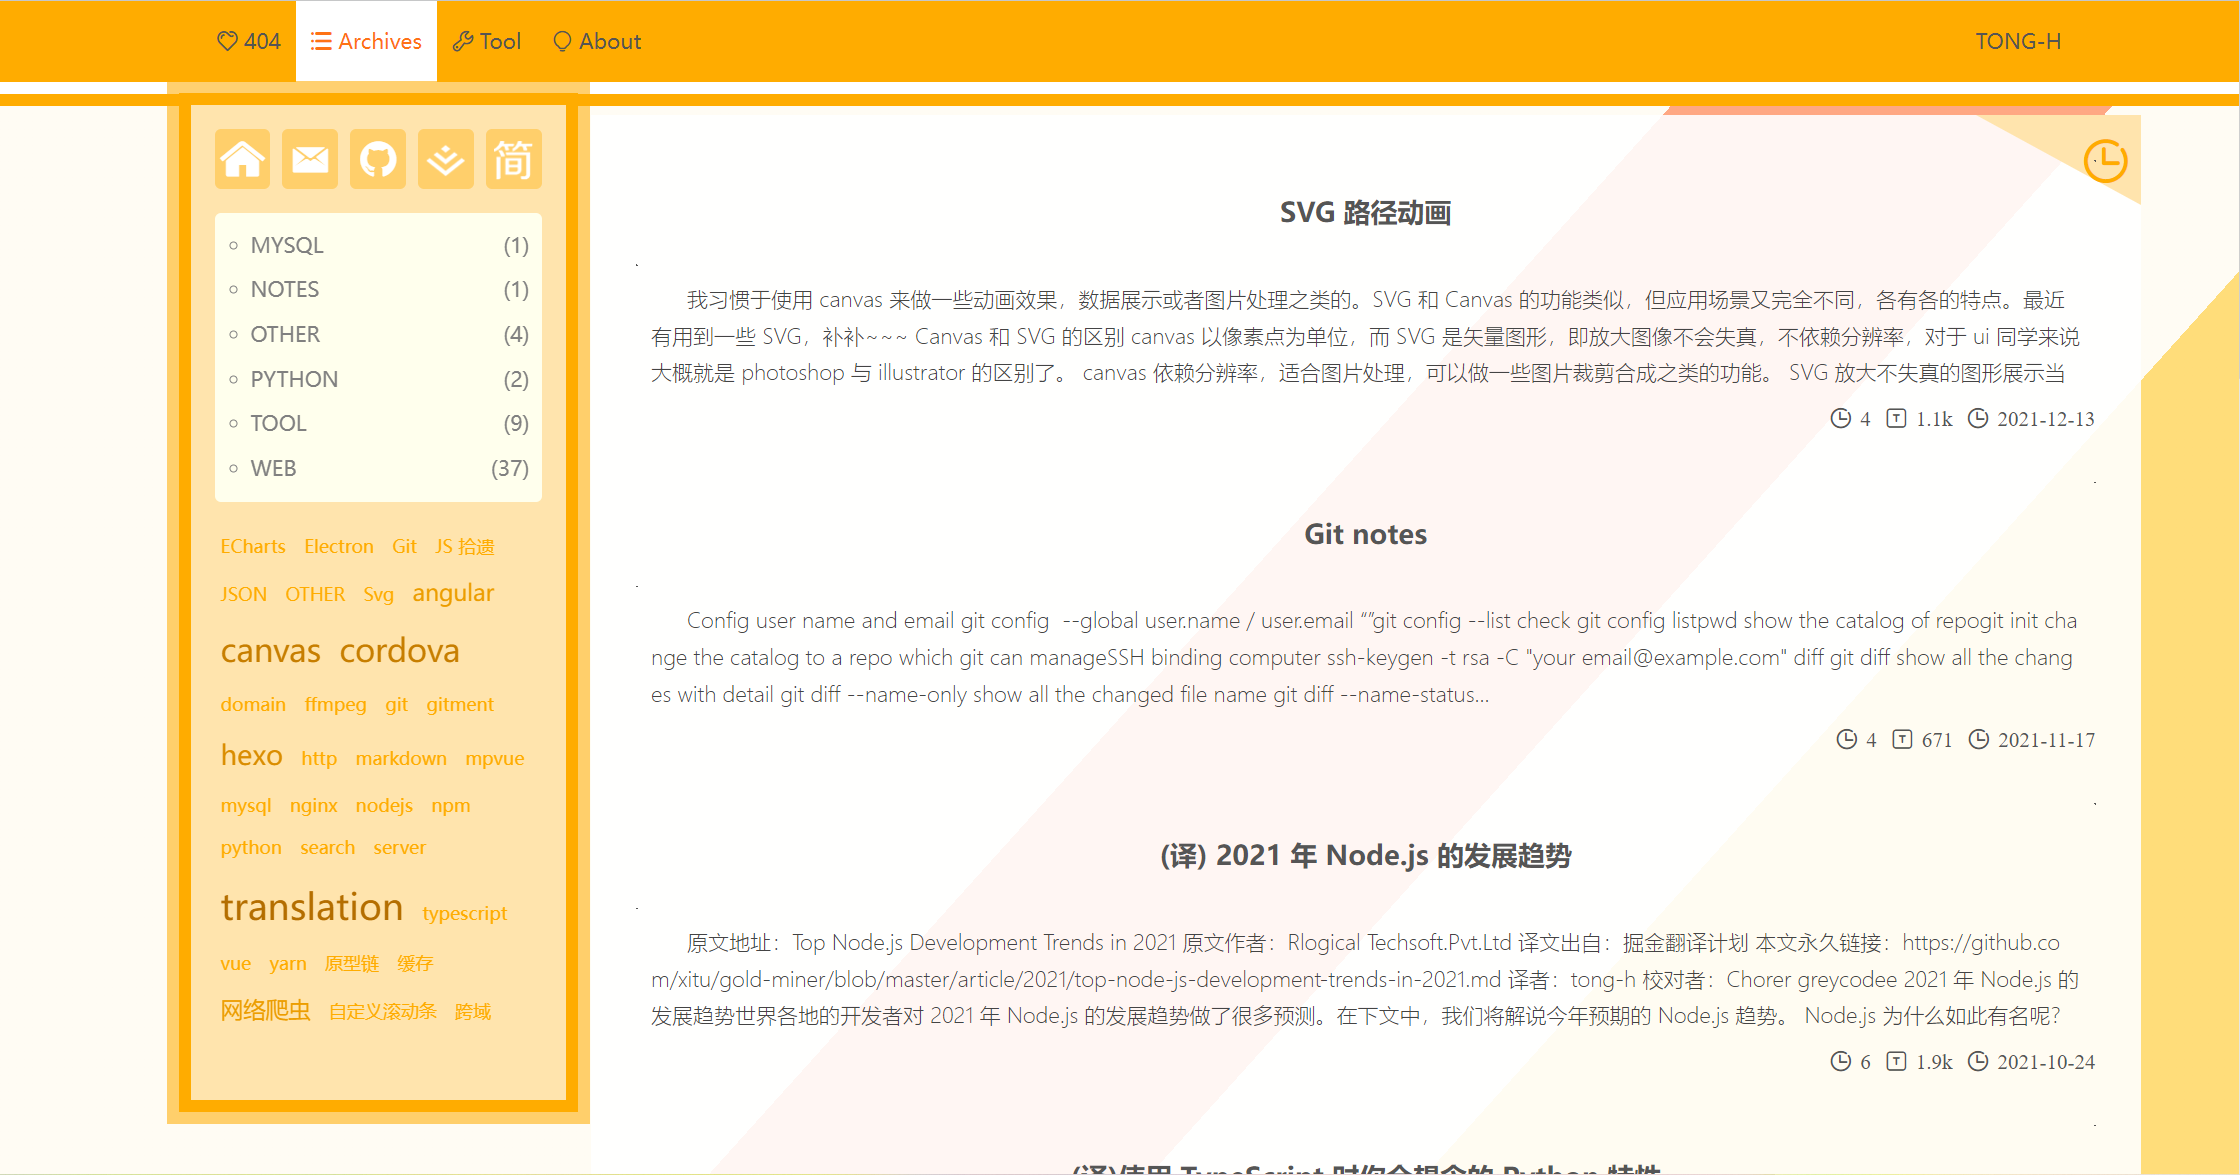 404 Archives Tool About TONG-H
简
MYSQL (1)
NOTES (1)
OTHER (4)
PYTHON (2)
TOOL (9)
WEB (37)
ECharts Electron Git JS 拾遗
JSON OTHER Svg angular
canvas cordova
domain ffmpeg git gitment
hexo http markdown mpvue
mysql nginx nodejs npm
python search server
translation typescript
vue yarn 原型链 缓存
网络爬虫 自定义滚动条 跨域
SVG 路径动画
我习惯于使用 canvas 来做一些动画效果，数据展示或者图片处理之类的。SVG 和 Canvas 的功能类似，但应用场景又完全不同，各有各的特点。最近
有用到一些 SVG，补补~~~ Canvas 和 SVG 的区别 canvas 以像素点为单位，而 SVG 是矢量图形，即放大图像不会失真，不依赖分辨率，对于 ui 同学来说
大概就是 photoshop 与 illustrator 的区别了。 canvas 依赖分辨率，适合图片处理，可以做一些图片裁剪合成之类的功能。 SVG 放大不失真的图形展示当
4 T 1.1k 2021-12-13
Git notes
Config user name and email git config  --global user.name / user.email “”git config --list check git config listpwd show the catalog of repogit init cha
nge the catalog to a repo which git can manageSSH binding computer ssh-keygen -t rsa -C "your email@example.com" diff git diff show all the chang
es with detail git diff --name-only show all the changed file name git diff --name-status...
4 T 671 2021-11-17
(译) 2021 年 Node.js 的发展趋势
原文地址：Top Node.js Development Trends in 2021 原文作者：Rlogical Techsoft.Pvt.Ltd 译文出自：掘金翻译计划 本文永久链接：https://github.co
m/xitu/gold-miner/blob/master/article/2021/top-node-js-development-trends-in-2021.md 译者：tong-h 校对者：Chorer greycodee 2021 年 Node.js 的
发展趋势世界各地的开发者对 2021 年 Node.js 的发展趋势做了很多预测。在下文中，我们将解说今年预期的 Node.js 趋势。 Node.js 为什么如此有名呢？
6 T 1.9k 2021-10-24
(译)使用 TypeScript 时你会想念的 Python 特性